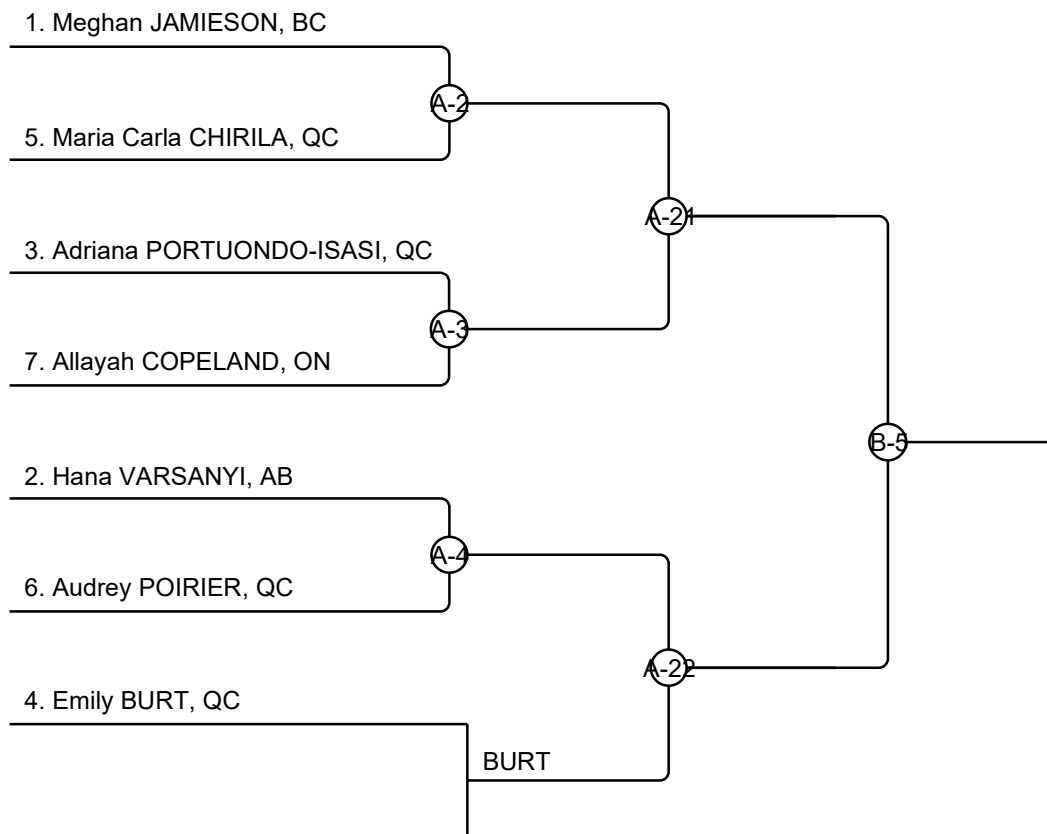 1. Meghan JAMIESON, BC
A-2
5. Maria Carla CHIRILA, QC
A-21
3. Adriana PORTUONDO-ISASI, QC
A-3
7. Allayah COPELAND, ON
B-5
2. Hana VARSANYI, AB
A-4
6. Audrey POIRIER, QC
A-22
4. Emily BURT, QC
BURT